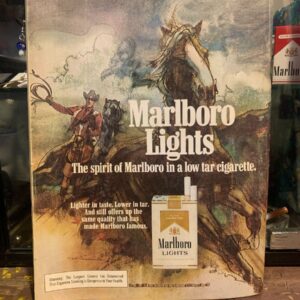 Marlboro
Lights
The spirit of Marlboro in a low tar cigarette.
Lighter in taste. Lower in tar.
And still offers up the
same quality that has
made Marlboro famous.
Marlboro
LIGHTS
Warning: The Surgeon General Has Determined
That Cigarette Smoking Is Dangerous to Your Health.
Marlboro